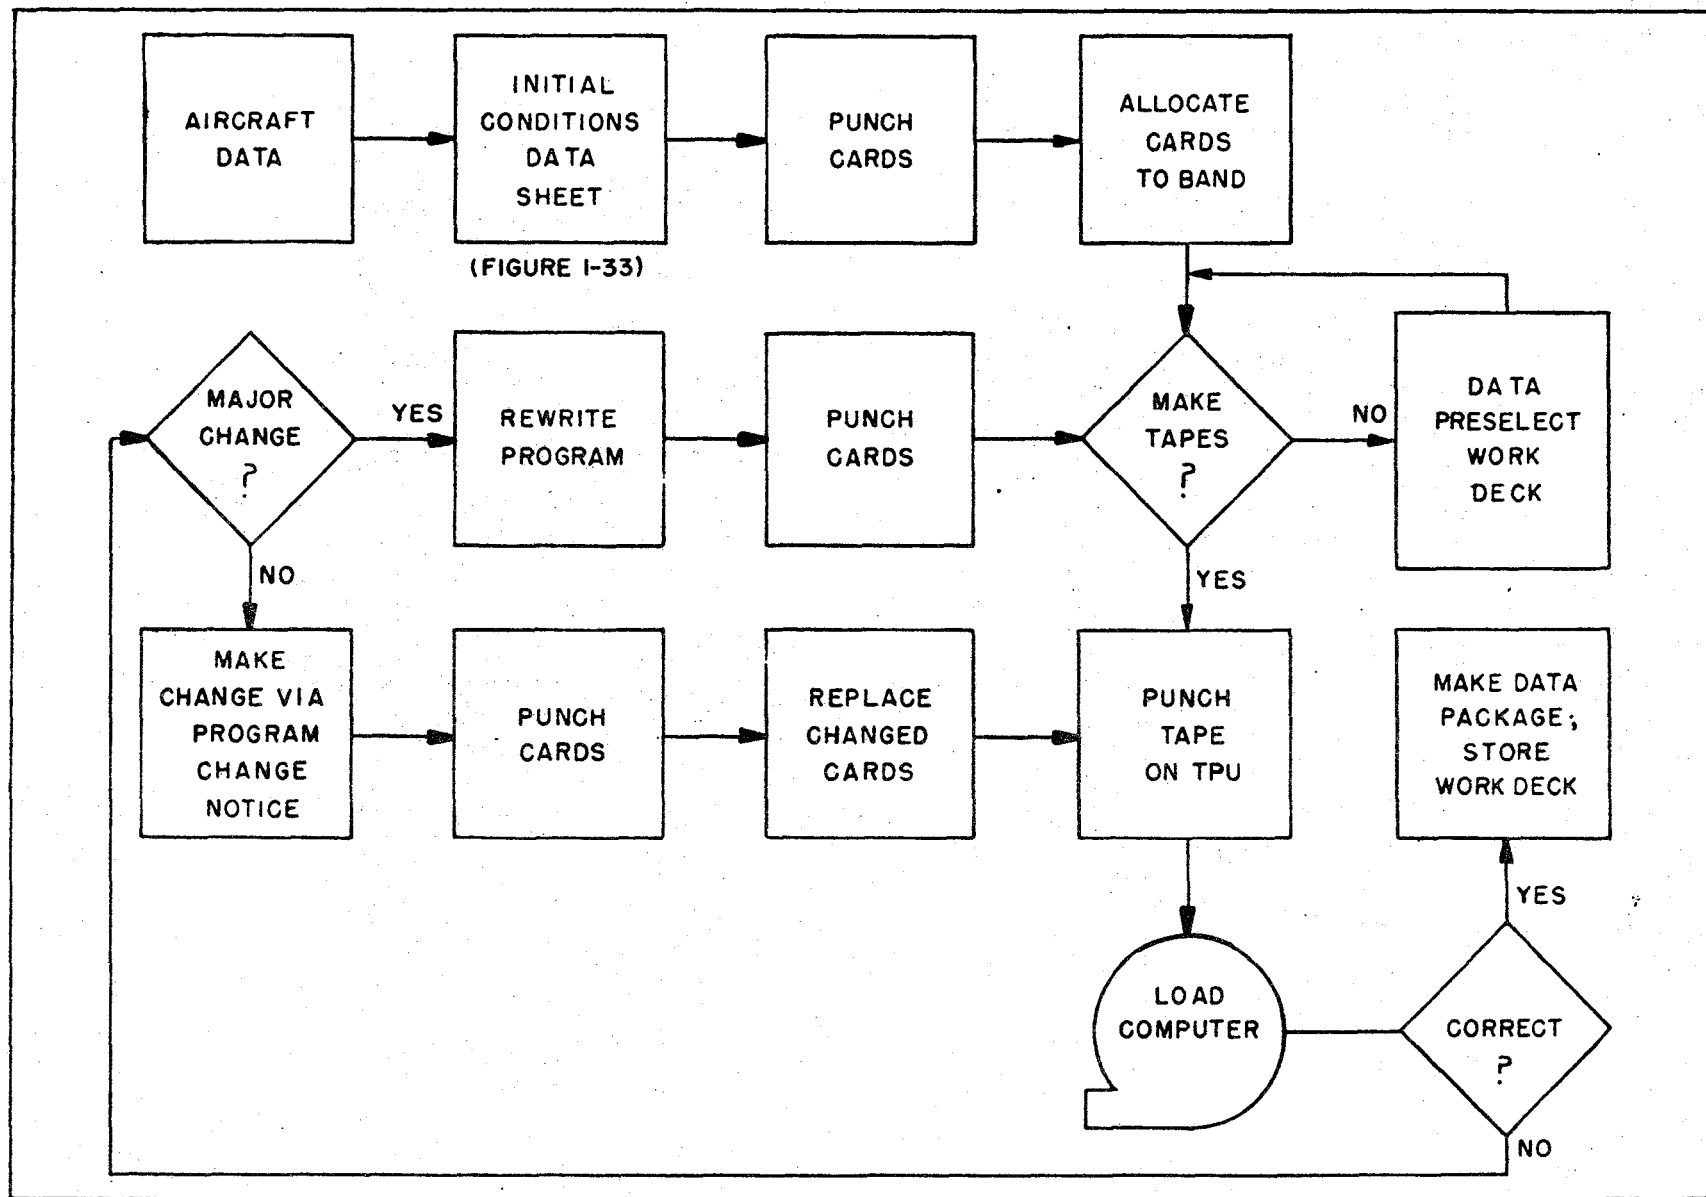 AIRCRAFT
DATA
INITIAL
CONDITIONS
DATA
SHEET
(FIGURE 1-33)
PUNCH
CARDS
ALLOCATE
CARDS
TO BAND
MAJOR
CHANGE
?
YES
REWRITE
PROGRAM
PUNCH
CARDS
MAKE
TAPES
?
NO
DATA
PRESELECT
WORK
DECK
NO
YES
MAKE
CHANGE VIA
PROGRAM
CHANGE
NOTICE
PUNCH
CARDS
REPLACE
CHANGED
CARDS
PUNCH
TAPE
ON TPU
MAKE DATA
PACKAGE;
STORE
WORK DECK
YES
LOAD
COMPUTER
CORRECT
?
NO